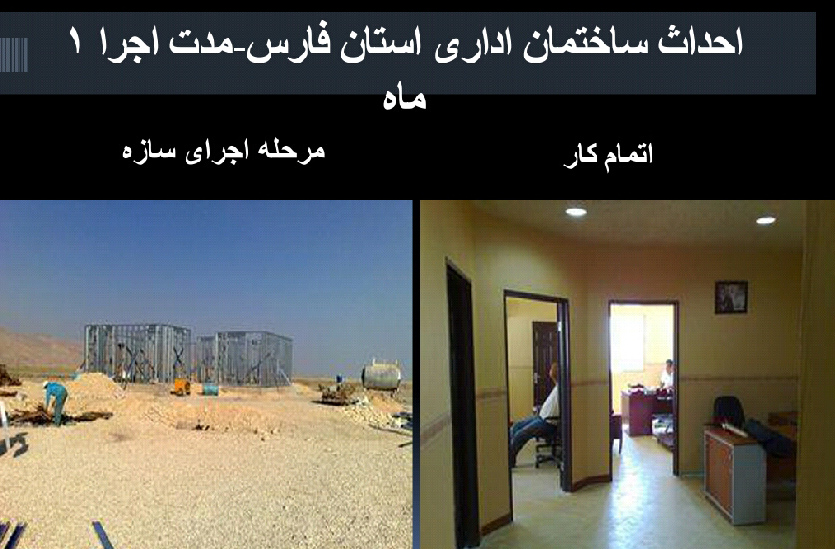 احداث ساختمان اداری استان فارس-مدت اجرا ۱
ماه
اتمام کار
مرحله اجرای سازه